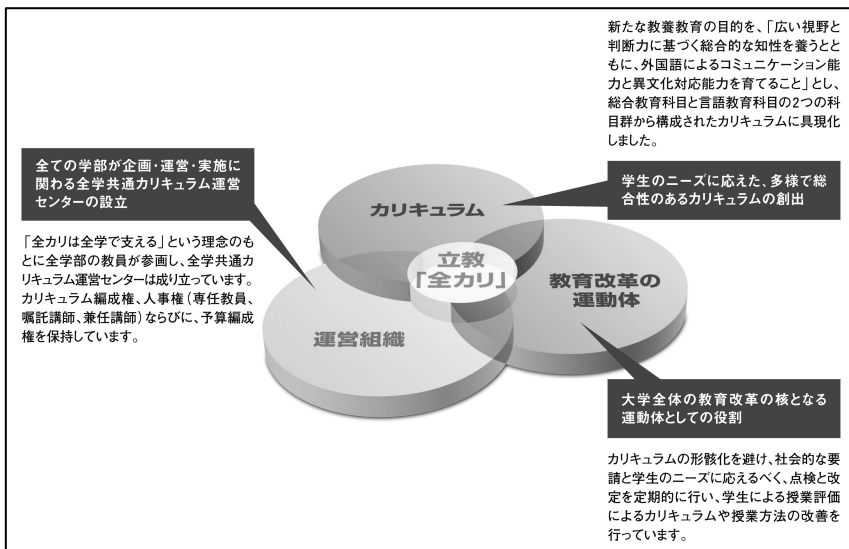 新たな教養教育の目的を、「広い視野と
判断力に基づく総合的な知性を養うとと
もに、外国語によるコミュニケーション能
力と異文化対応能力を育てること」とし、
総合教育科目と言語教育科目の2つの科
目群から構成されたカリキュラムに具現化
しました。
学生のニーズに応えた、多様で総
合性のあるカリキュラムの創出
全ての学部が企画・運営・実施に
関わる全学共通カリキュラム運営
センターの設立
「全カリは全学で支える」という理念のも
とに全学部の教員が参画し、全学共通カ
リキュラム運営センターは成り立っています。
カリキュラム編成権、人事権(専任教員、
嘱託講師、兼任講師)ならびに、予算編成
権を保持しています。
カリキュラム
立教
「全カリ」
教育改革の
運動体
運営組織
大学全体の教育改革の核となる
運動体としての役割
カリキュラムの形骸化を避け、社会的な要
請と学生のニーズに応えるべく、点検と改
定を定期的に行い、学生による授業評価
によるカリキュラムや授業方法の改善を
行っています。